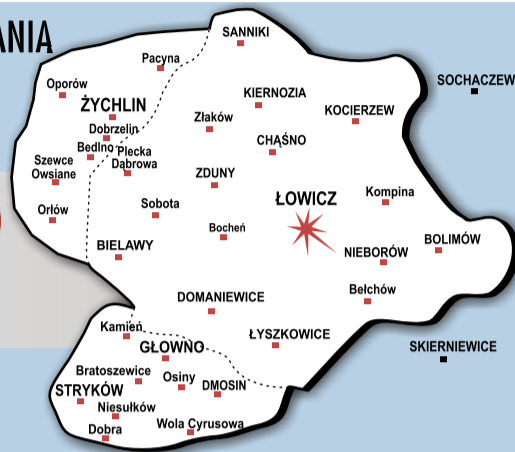 ANIA
SANNIKI
Pacyna
SOCHACZEW
Oporów
KIERNOZIA
ŻYCHLIN
KOCIERZEW
Złaków
Dobrzelin
CHĄŚNO
Bedlno
Plecka
Dąbrowa
Szewce
Owsiane
ZDUNY
Kompina
ŁOWICZ
Sobota
Orłów
Bocheń
BOLIMÓW
BIELAWY
NIEBORÓW
Bełchów
DOMANIEWICE
Kamień
ŁYSZKOWICE
GŁOWNO
SKIERNIEWICE
Bratoszewice
Osiny
DMOSIN
STRYKÓW
Niesułków
Dobra
Wola Cyrusowa